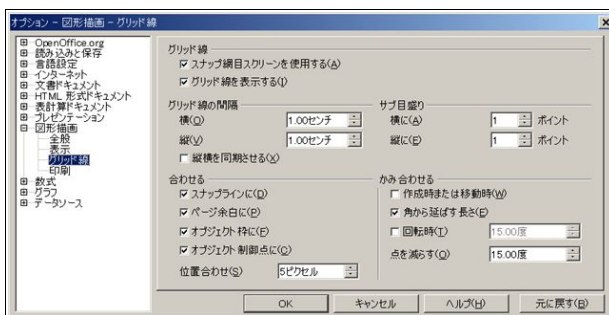 オプション - 図形描画 - グリッド線
OpenOffice.org
読み込みと保存
言語設定
インターネット
文書ドキュメント
HTML 形式ドキュメント
表計算ドキュメント
プレゼンテーション
図形描画
全般
表示
グリッド線
印刷
数式
グラフ
データソース
グリッド線
スナップ網目スクリーンを使用する(A)
グリッド線を表示する(I)
グリッド線の間隔
横(O) 1.00センチ
縦(V) 1.00センチ
縦横を同期させる(X)
サブ目盛り
横に(A) 1 ポイント
縦に(E) 1 ポイント
合わせる
スナップラインに(D)
ページ余白に(P)
オブジェクト枠に(F)
オブジェクト制御点に(C)
位置合わせ(S) 5ピクセル
かみ合わせる
作成時または移動時(W)
角から延ばす長さ(E)
回転時(T) 15.00度
点を減らす(O) 15.00度
OK キャンセル ヘルプ(H) 元に戻す(B)